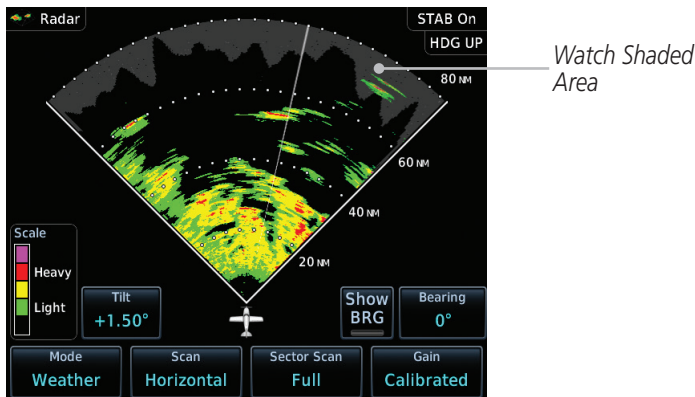 Radar
STAB On
HDG UP
Watch Shaded
Area
80 NM
60 NM
40 NM
20 NM
Scale
Heavy
Light
Tilt
+1.50°
Show
BRG
Bearing
0°
Mode
Weather
Scan
Horizontal
Sector Scan
Full
Gain
Calibrated